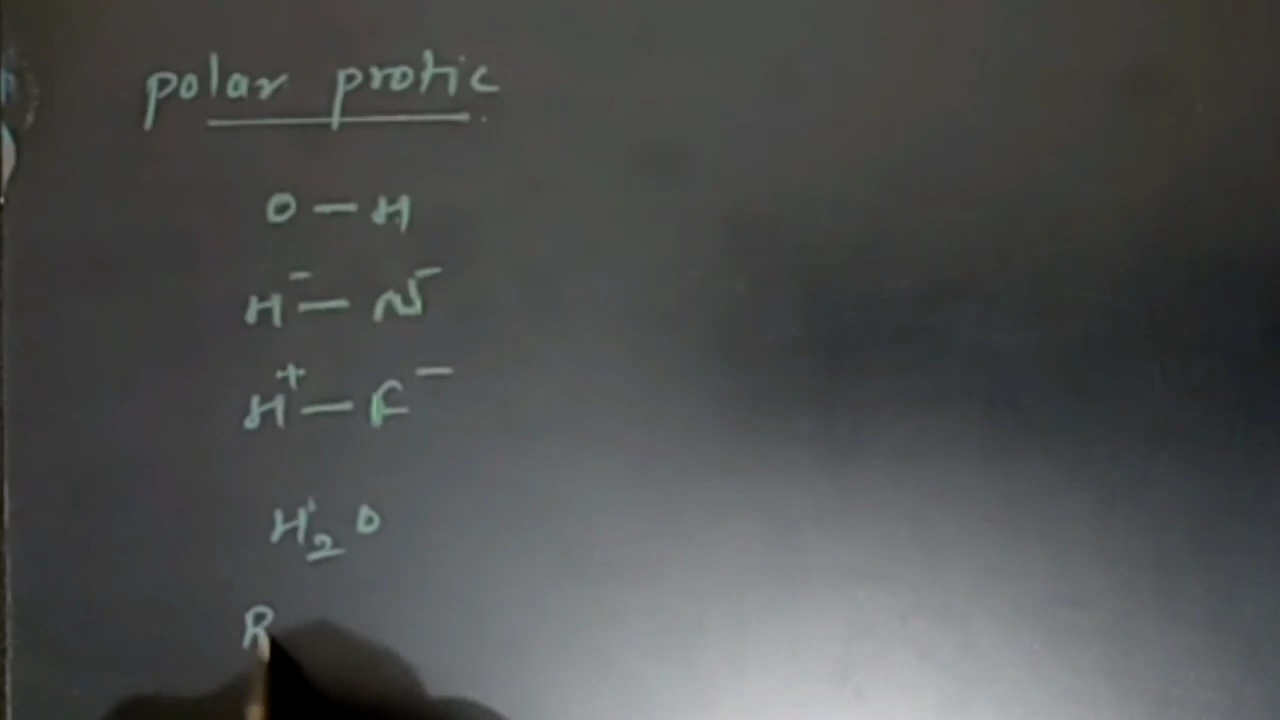 polar protic
O - H
H⁻ - N⁻
H⁺ - F⁻
H₂O
R